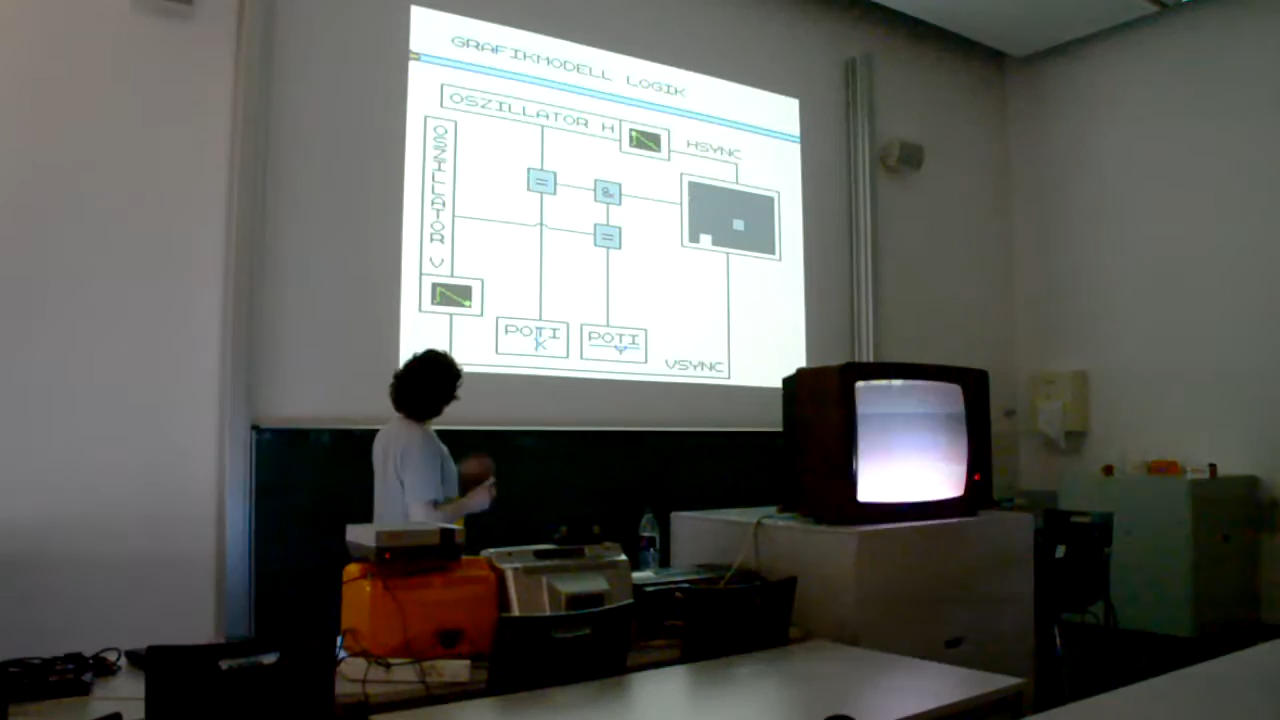 GRAFIKMODELL LOGIK
OSZILLATOR H
HSYNC
OSZILLATOR V
=
&
=
POTI
X
POTI
Y
VSYNC